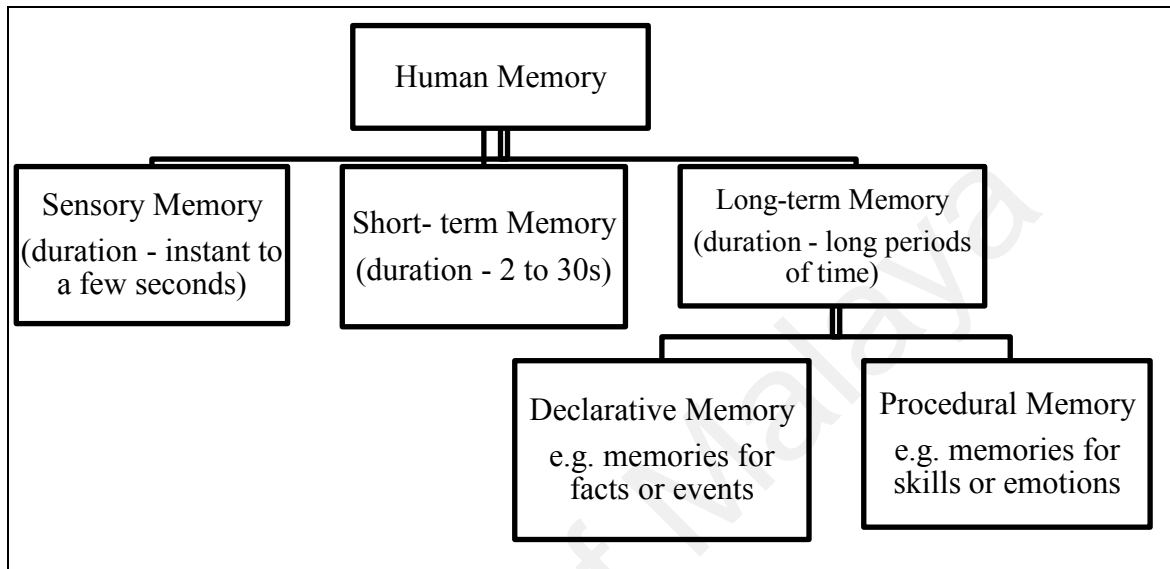 Human Memory
Sensory Memory
(duration - instant to
a few seconds)
Short- term Memory
(duration - 2 to 30s)
Long-term Memory
(duration - long periods
of time)
Declarative Memory
e.g. memories for
facts or events
Procedural Memory
e.g. memories for
skills or emotions
of Malaya